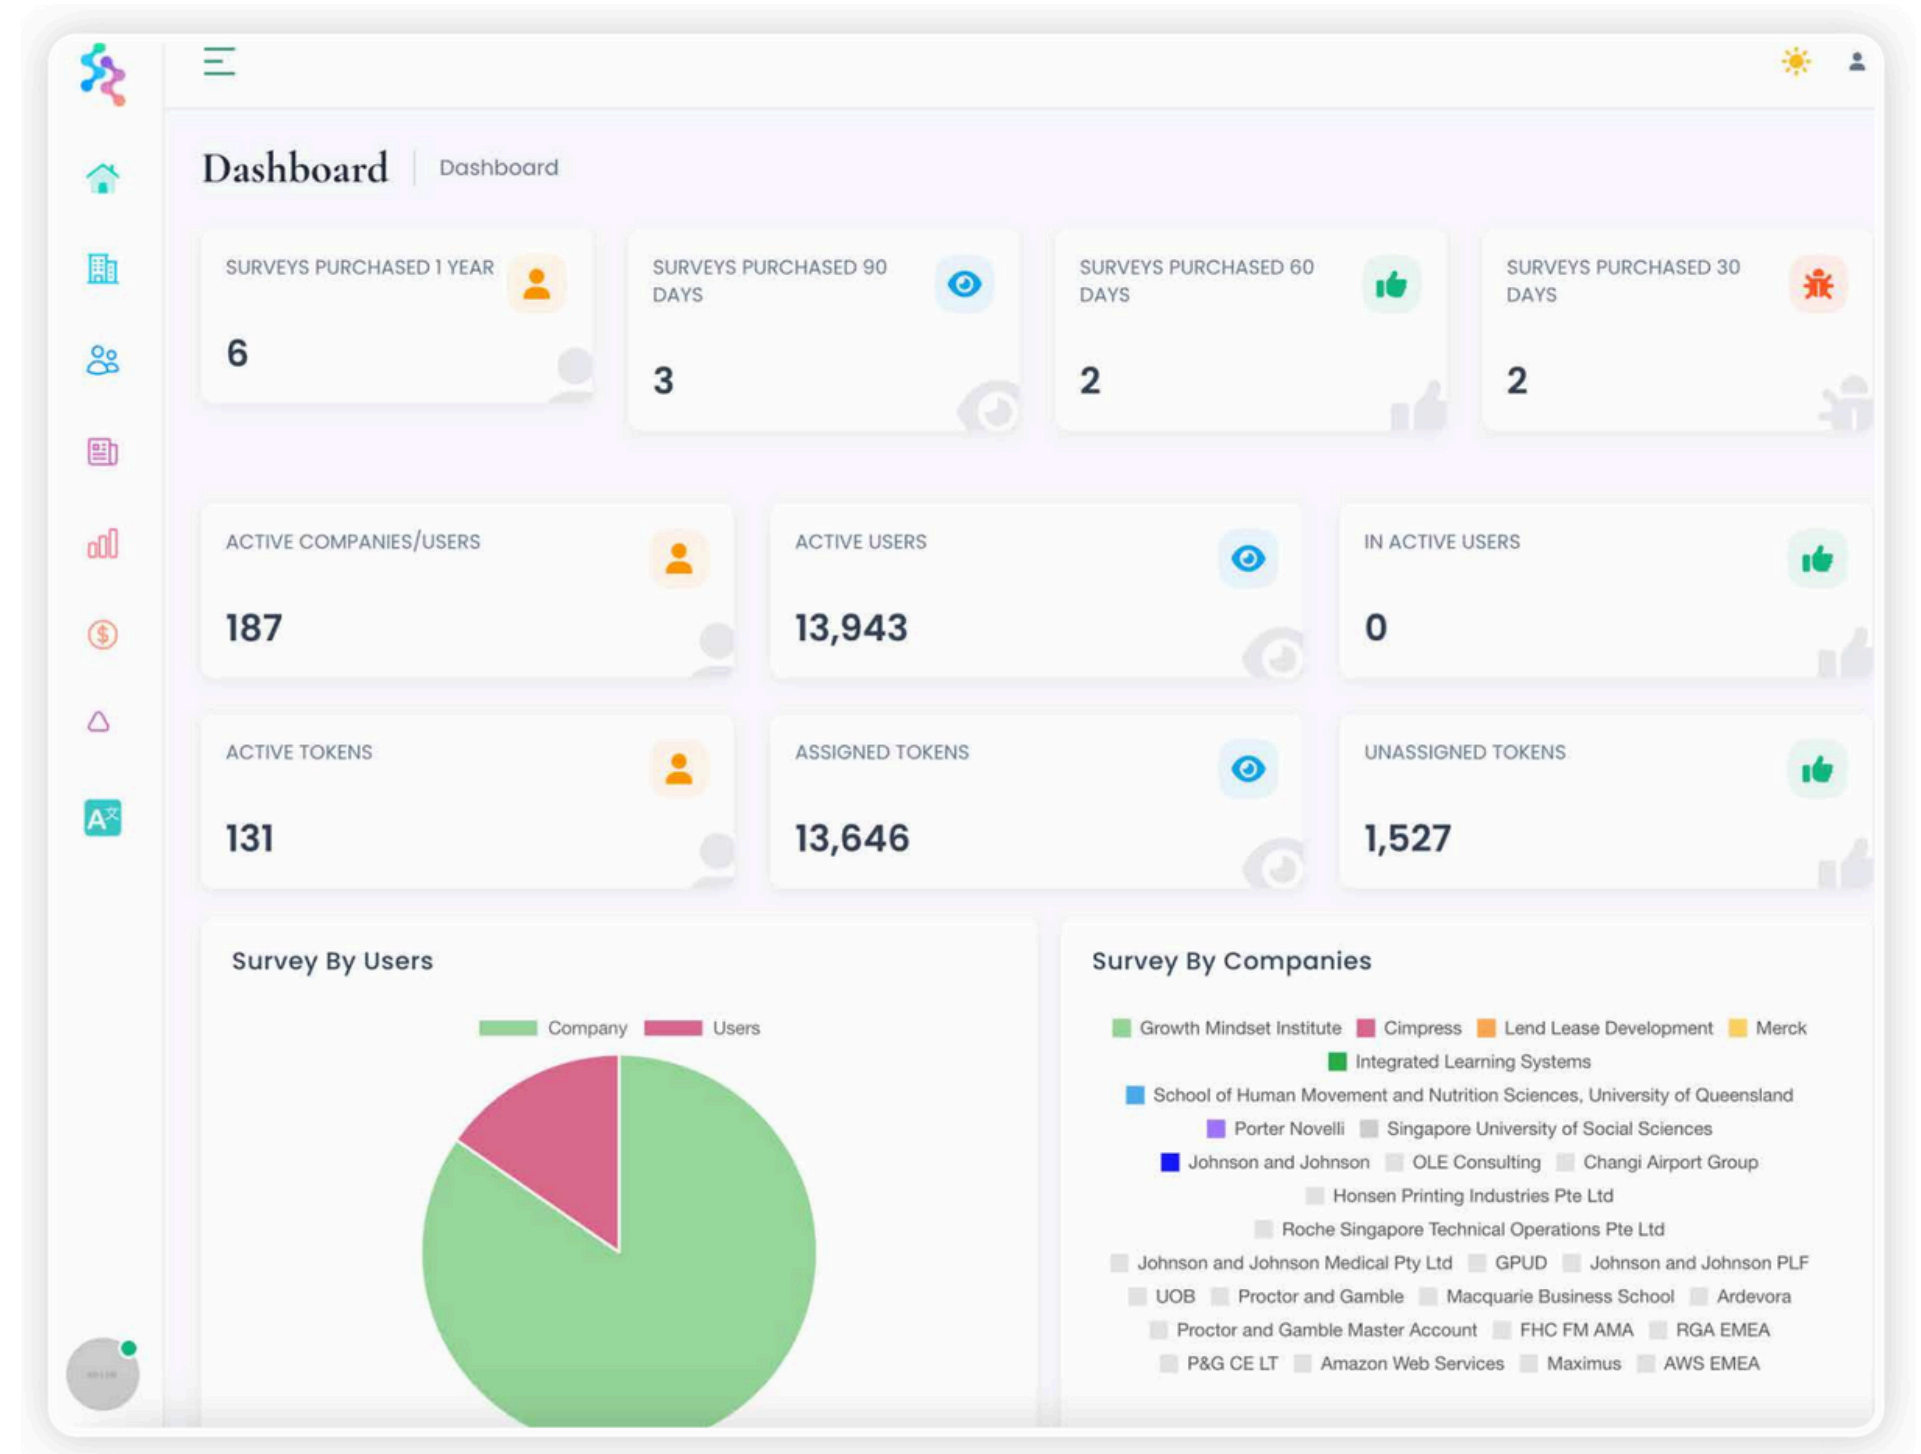 Dashboard
Dashboard
SURVEYS PURCHASED 1 YEAR
6
SURVEYS PURCHASED 90
DAYS
3
SURVEYS PURCHASED 60
DAYS
2
SURVEYS PURCHASED 30
DAYS
2
ACTIVE COMPANIES/USERS
187
ACTIVE USERS
13,943
IN ACTIVE USERS
0
ACTIVE TOKENS
131
ASSIGNED TOKENS
13,646
UNASSIGNED TOKENS
1,527
Survey By Users
Company Users
Survey By Companies
Growth Mindset Institute Cimpress Lend Lease Development Merck
Integrated Learning Systems
School of Human Movement and Nutrition Sciences, University of Queensland
Porter Novelli Singapore University of Social Sciences
Johnson and Johnson OLE Consulting Changi Airport Group
Honsen Printing Industries Pte Ltd
Roche Singapore Technical Operations Pte Ltd
Johnson and Johnson Medical Pty Ltd GPUD Johnson and Johnson PLF
UOB Proctor and Gamble Macquarie Business School Ardevora
Proctor and Gamble Master Account FHC FM AMA RGA EMEA
P&G CE LT Amazon Web Services Maximus AWS EMEA
A文